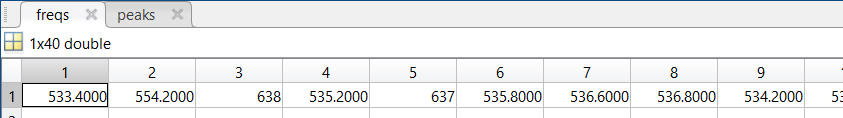 freqs peaks
1x40 double
1 2 3 4 5 6 7 8 9
1 533.4000 554.2000 638 535.2000 637 535.8000 536.6000 536.8000 534.2000